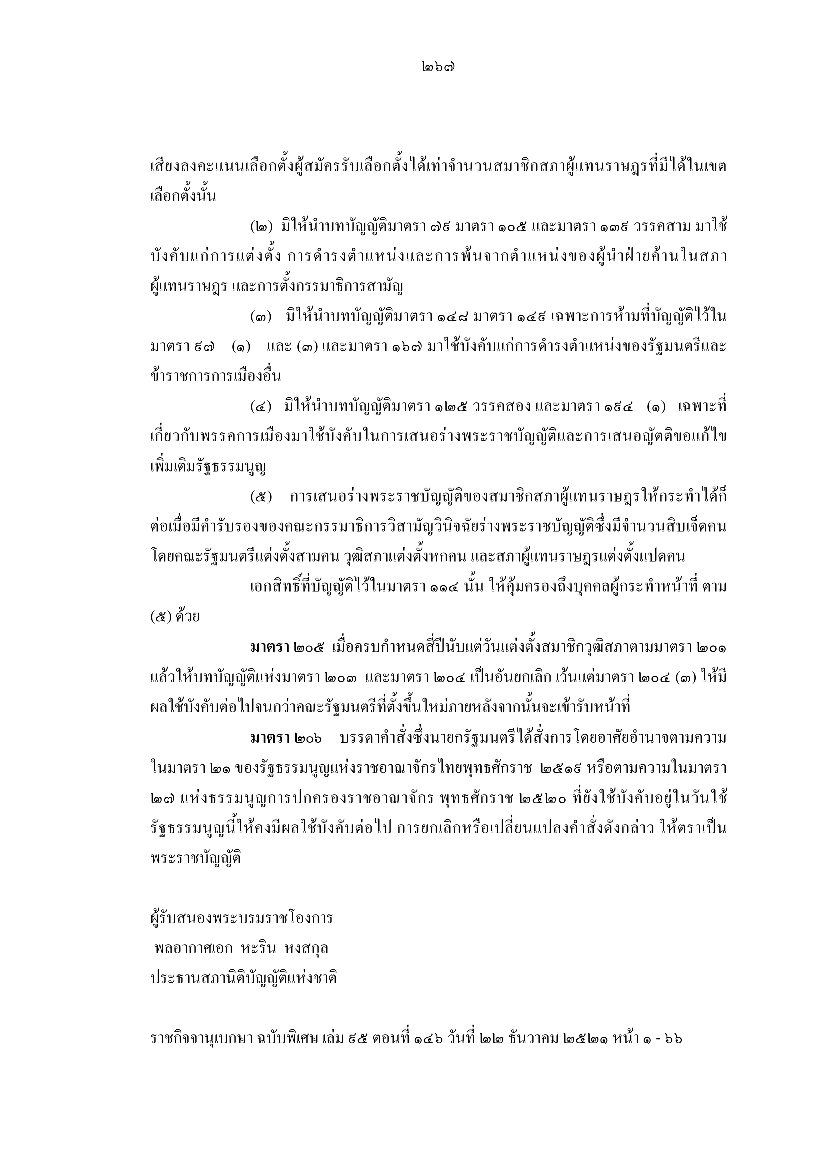 ๒๖๗
เสียงลงคะแนนเลือกตั้งผู้สมัครรับเลือกตั้งได้เท่าจำนวนสมาชิกสภาผู้แทนราษฎรที่มีได้ในเขต
เลือกตั้งนั้น
(๒) มิให้นำบทบัญญัติมาตรา ๗๙ มาตรา ๑๐๕ และมาตรา ๑๓๙ วรรคสาม มาใช้
บังคับแก่การแต่งตั้ง การดำรงตำแหน่งและการพ้นจากตำแหน่งของผู้นำฝ่ายค้านในสภา
ผู้แทนราษฎร และการตั้งกรรมาธิการสามัญ
(๓) มิให้นำบทบัญญัติมาตรา ๑๔๘ มาตรา ๑๔๙ เฉพาะการห้ามที่บัญญัติไว้ใน
มาตรา ๙๗ (๑) และ (๓) และมาตรา ๑๖๗ มาใช้บังคับแก่การดำรงตำแหน่งของรัฐมนตรีและ
ข้าราชการการเมืองอื่น
(๔) มิให้นำบทบัญญัติมาตรา ๑๒๕ วรรคสอง และมาตรา ๑๙๔ (๑) เฉพาะที่
เกี่ยวกับพรรคการเมืองมาใช้บังคับในการเสนอร่างพระราชบัญญัติและการเสนอญัตติขอแก้ไข
เพิ่มเติมรัฐธรรมนูญ
(๕) การเสนอร่างพระราชบัญญัติของสมาชิกสภาผู้แทนราษฎรให้กระทำได้ก็
ต่อเมื่อมีคำรับรองของคณะกรรมาธิการวิสามัญวินิจฉัยร่างพระราชบัญญัติซึ่งมีจำนวนสิบเจ็ดคน
โดยคณะรัฐมนตรีแต่งตั้งสามคน วุฒิสภาแต่งตั้งหกคน และสภาผู้แทนราษฎรแต่งตั้งแปดคน
เอกสิทธิ์ที่บัญญัติไว้ในมาตรา ๑๑๔ นั้น ให้คุ้มครองถึงบุคคลผู้กระทำหน้าที่ ตาม
(๕) ด้วย
มาตรา ๒๐๕ เมื่อครบกำหนดสี่ปีนับแต่วันแต่งตั้งสมาชิกวุฒิสภาตามมาตรา ๒๐๑
แล้วให้บทบัญญัติแห่งมาตรา ๒๐๓ และมาตรา ๒๐๔ เป็นอันยกเลิก เว้นแต่มาตรา ๒๐๔ (๓) ให้มี
ผลใช้บังคับต่อไปจนกว่าคณะรัฐมนตรีที่ตั้งขึ้นใหม่ภายหลังจากนั้นจะเข้ารับหน้าที่
มาตรา ๒๐๖ บรรดาคำสั่งซึ่งนายกรัฐมนตรีได้สั่งการโดยอาศัยอำนาจตามความ
ในมาตรา ๒๑ ของรัฐธรรมนูญแห่งราชอาณาจักรไทยพุทธศักราช ๒๕๑๙ หรือตามความในมาตรา
๒๗ แห่งธรรมนูญการปกครองราชอาณาจักร พุทธศักราช ๒๕๒๐ ที่ยังใช้บังคับอยู่ในวันใช้
รัฐธรรมนูญนี้ให้คงมีผลใช้บังคับต่อไป การยกเลิกหรือเปลี่ยนแปลงคำสั่งดังกล่าว ให้ตราเป็น
พระราชบัญญัติ
ผู้รับสนองพระบรมราชโองการ
พลอากาศเอก หะริน หงสกุล
ประธานสภานิติบัญญัติแห่งชาติ
ราชกิจจานุเบกษา ฉบับพิเศษ เล่ม ๙๕ ตอนที่ ๑๔๖ วันที่ ๒๒ ธันวาคม ๒๕๒๑ หน้า ๑ - ๖๖